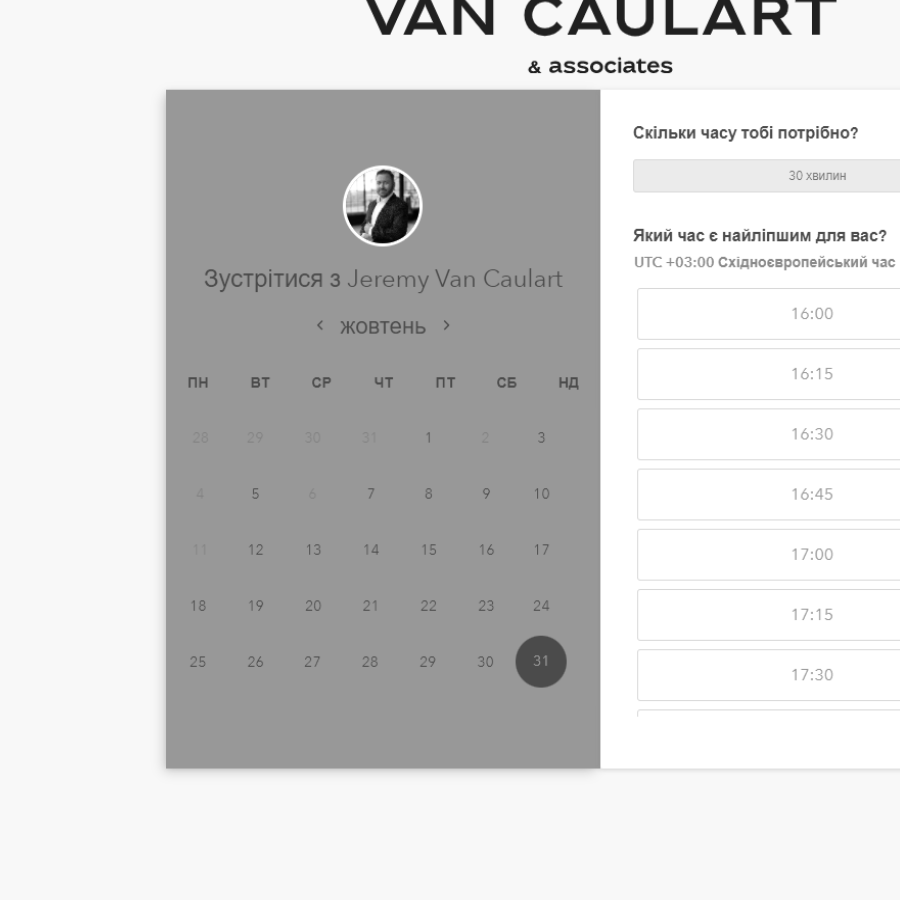 VAN CAULART
& associates
Зустрітися з Jeremy Van Caulart
жовтень
ПН ВТ СР ЧТ ПТ СБ НД
28 29 30 31 1 2 3
4 5 6 7 8 9 10
11 12 13 14 15 16 17
18 19 20 21 22 23 24
25 26 27 28 29 30 31
Скільки часу тобі потрібно?
30 хвилин
Який час є найліпшим для вас?
UTC +03:00 Східноєвропейський час
16:00
16:15
16:30
16:45
17:00
17:15
17:30